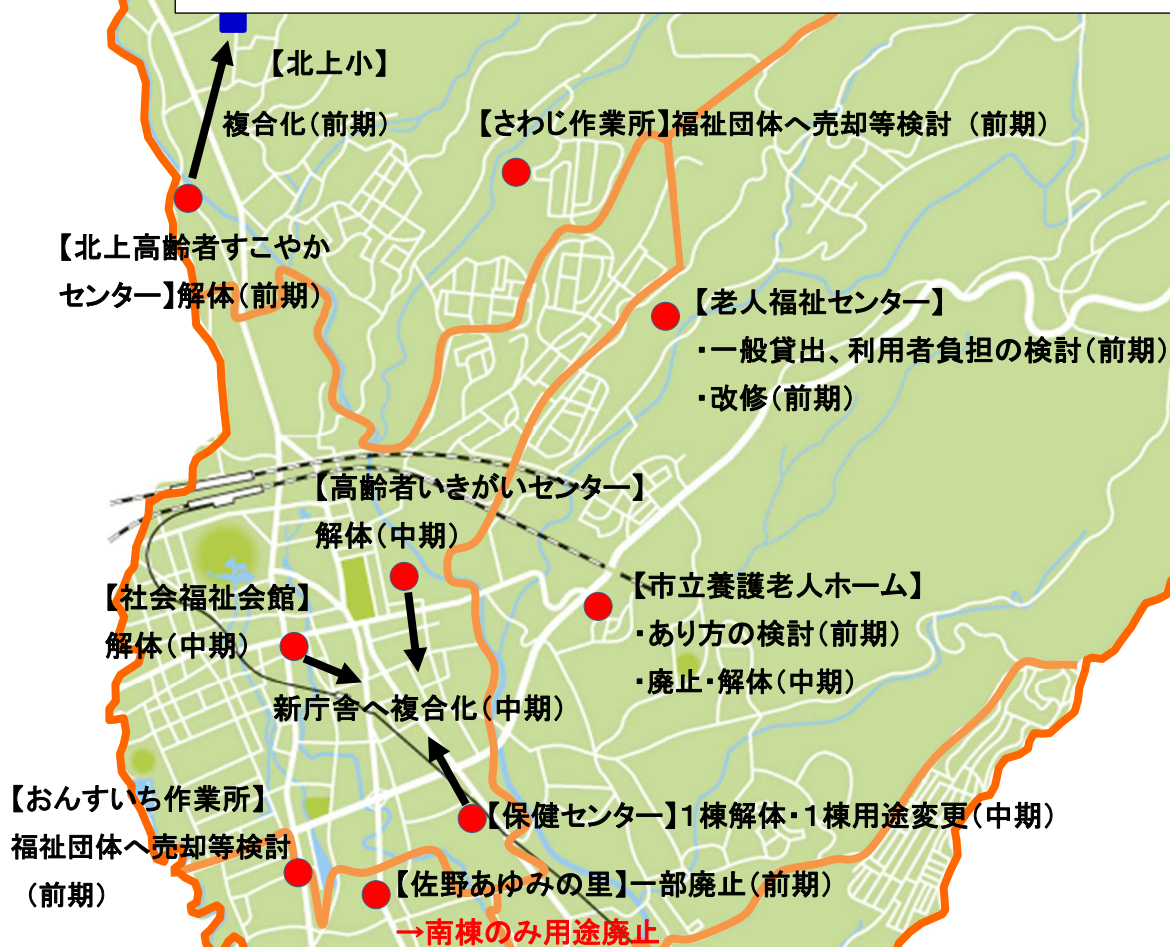 【北上小】
複合化(前期)
【さわじ作業所】福祉団体へ売却等検討 (前期)
【北上高齢者すこやか
センター】解体(前期)
【老人福祉センター】
・一般貸出、利用者負担の検討(前期)
・改修(前期)
【高齢者いきがいセンター】
解体(中期)
【社会福祉会館】
解体(中期)
【市立養護老人ホーム】
・あり方の検討(前期)
・廃止・解体(中期)
新庁舎へ複合化(中期)
【おんすいち作業所】
福祉団体へ売却等検討
(前期)
【保健センター】1棟解体・1棟用途変更(中期)
【佐野あゆみの里】一部廃止(前期)
→南棟のみ用途廃止